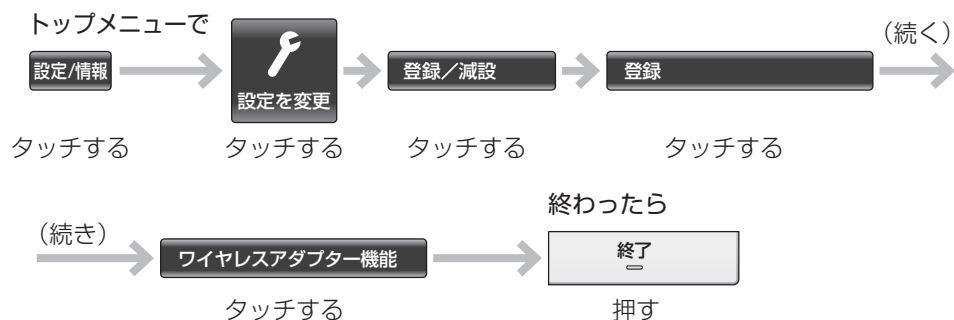 トップメニューで
設定/情報
設定を変更
登録／減設
登録
（続く）
タッチする
タッチする
タッチする
タッチする
（続き）
ワイヤレスアダプター機能
終わったら
終了
タッチする
押す